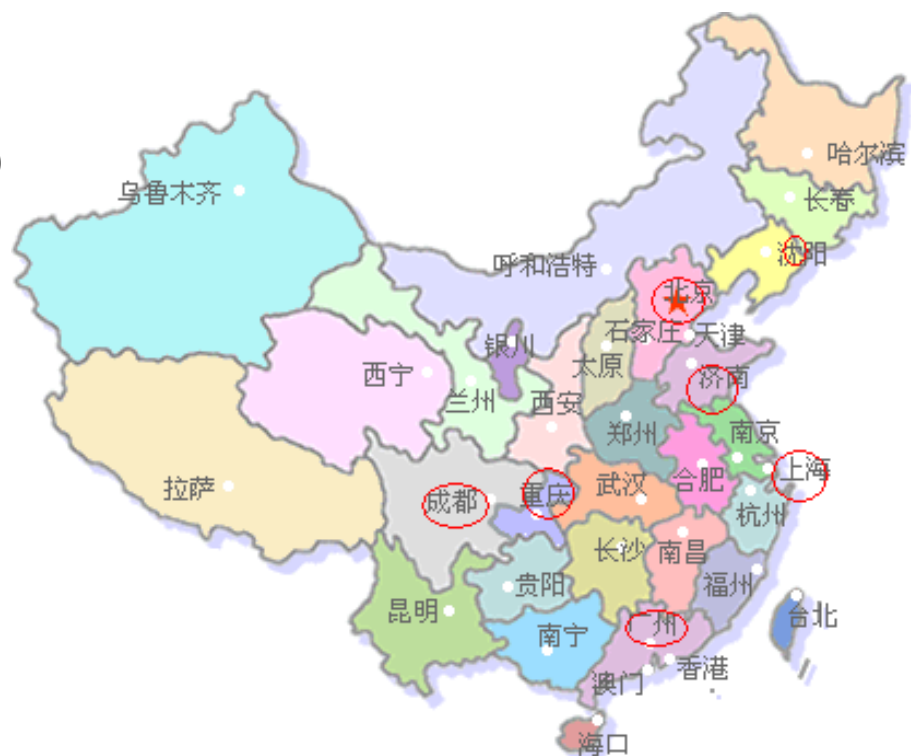 哈尔滨
乌鲁木齐
长春
沈阳
呼和浩特
北京
石家庄
天津
银川
太原
西宁
济南
兰州
西安
郑州
南京
上海
合肥
拉萨
武汉
成都
重庆
杭州
长沙
南昌
贵阳
福州
昆明
台北
广州
南宁
香港
澳门
海口